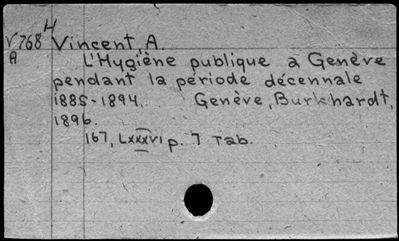 V768 4 Vincent, A.
A L'Hygiène publique a Genève
pendant la période décennale
1885-1894. Genève, Burkhardt,
1896.
167, Lxxxvi p. 7 Tab.